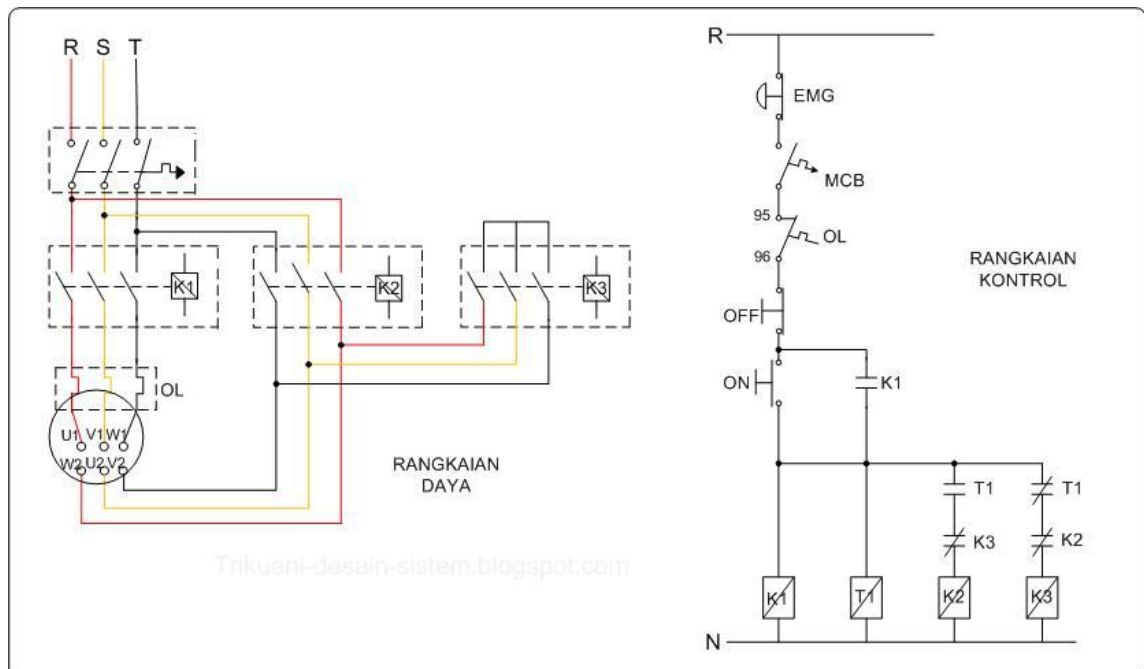 R S T
K1
K2
K3
OL
U1 V1 W1
W2 U2 V2
RANGKAIAN
DAYA
Trikueni-desain-sistem.blogspot.com
R
EMG
MCB
95
OL
96
OFF
ON
K1
T1
T1
K3
K2
K1
T1
K2
K3
N
RANGKAIAN
KONTROL